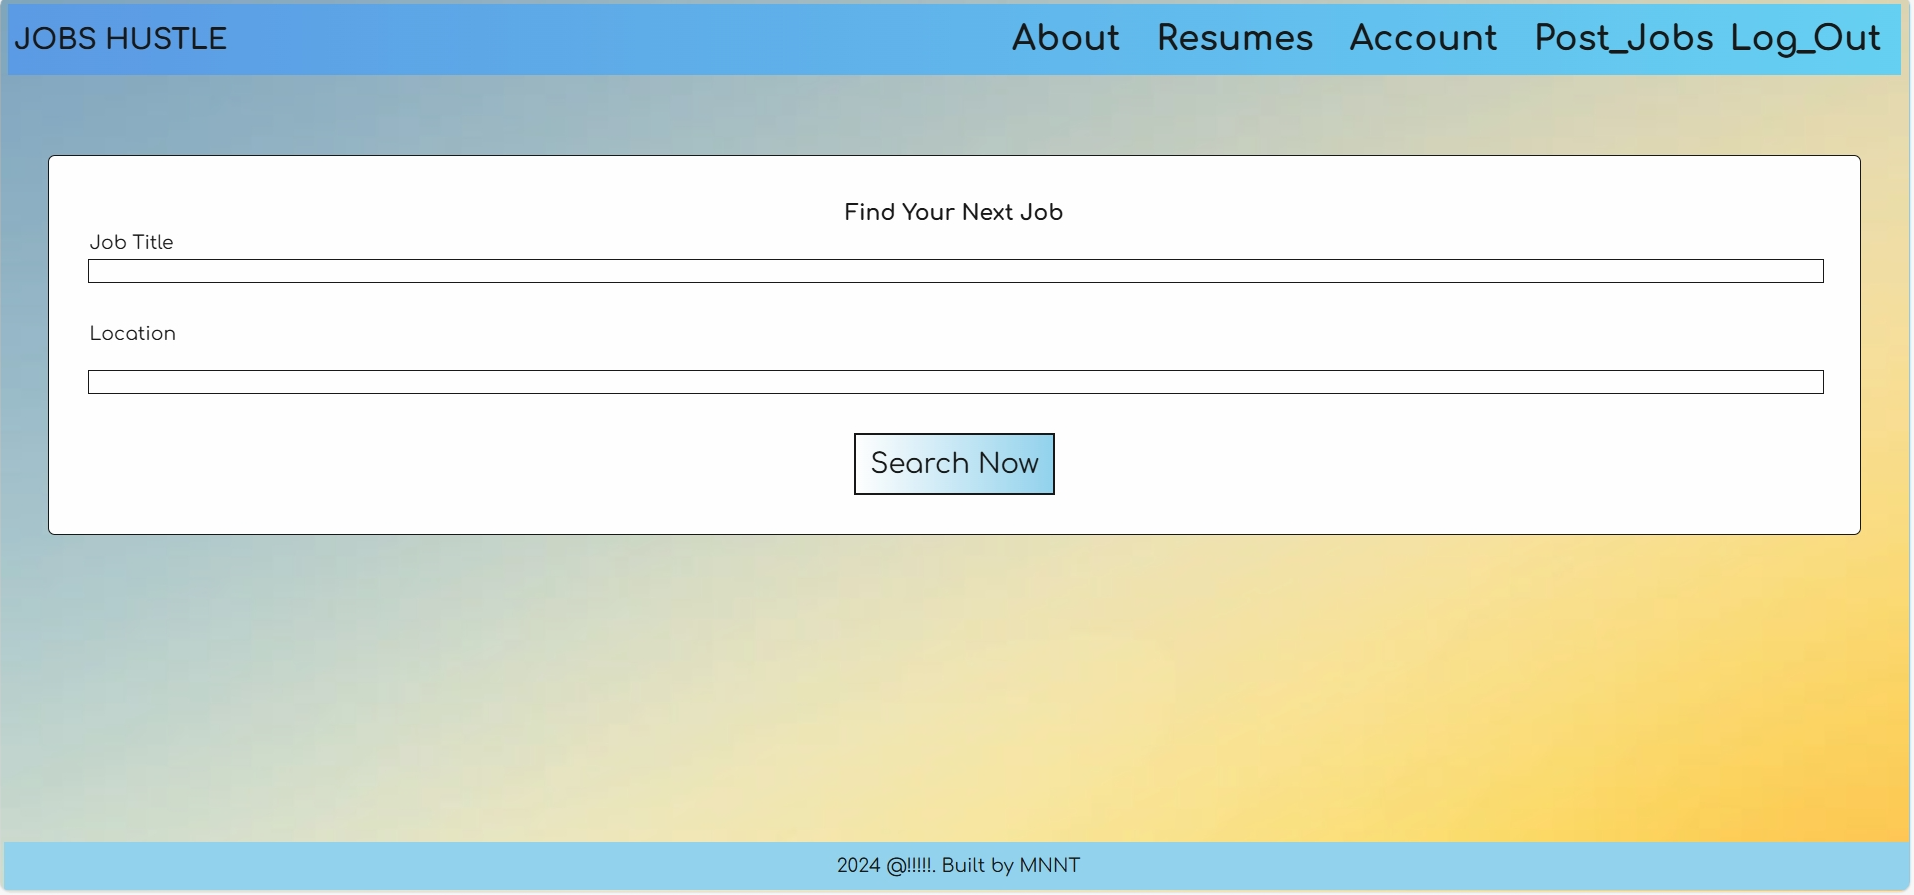 JOBS HUSTLE About Resumes Account Post_Jobs Log_Out
Find Your Next Job
Job Title
Location
Search Now
2024 @!!!!!. Built by MNNT